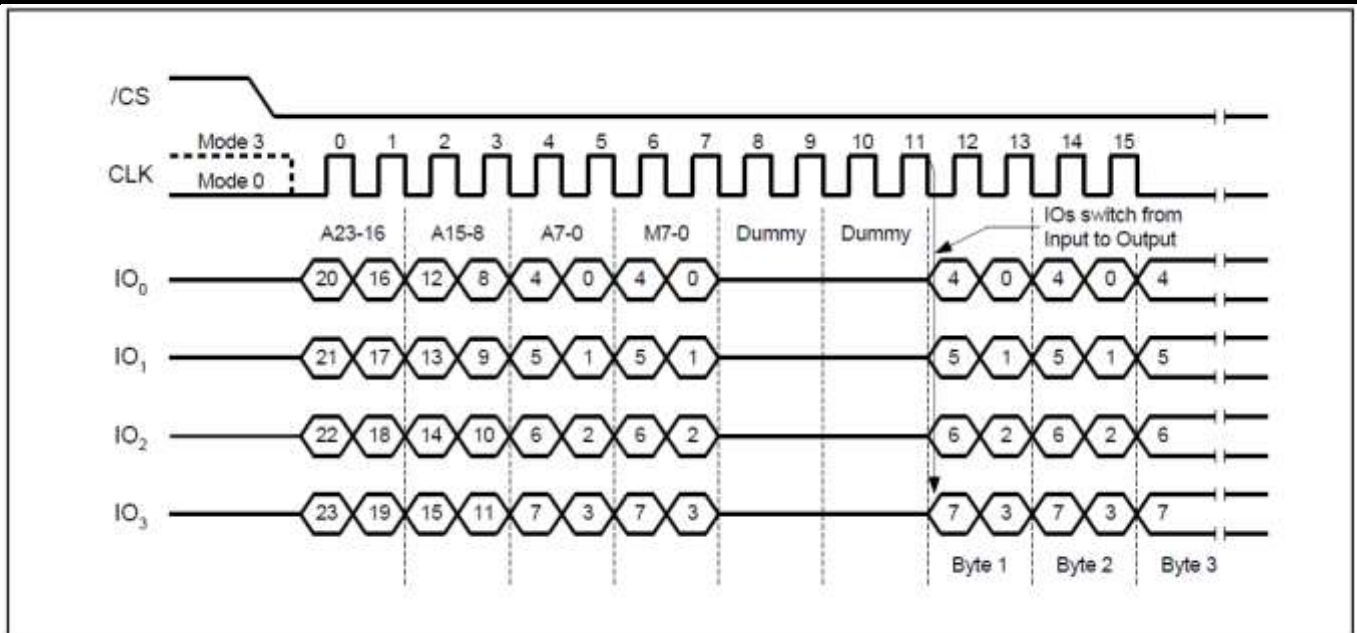 /CS
Mode 3 0 1 2 3 4 5 6 7 8 9 10 11 12 13 14 15
CLK
Mode 0
IOs switch from
Input to Output
A23-16 A15-8 A7-0 M7-0 Dummy Dummy
IO0 20 16 12 8 4 0 4 0 4 0 4 0 4
IO1 21 17 13 9 5 1 5 1 5 1 5 1 5
IO2 22 18 14 10 6 2 6 2 6 2 6 2 6
IO3 23 19 15 11 7 3 7 3 7 3 7 3 7
Byte 1 Byte 2 Byte 3